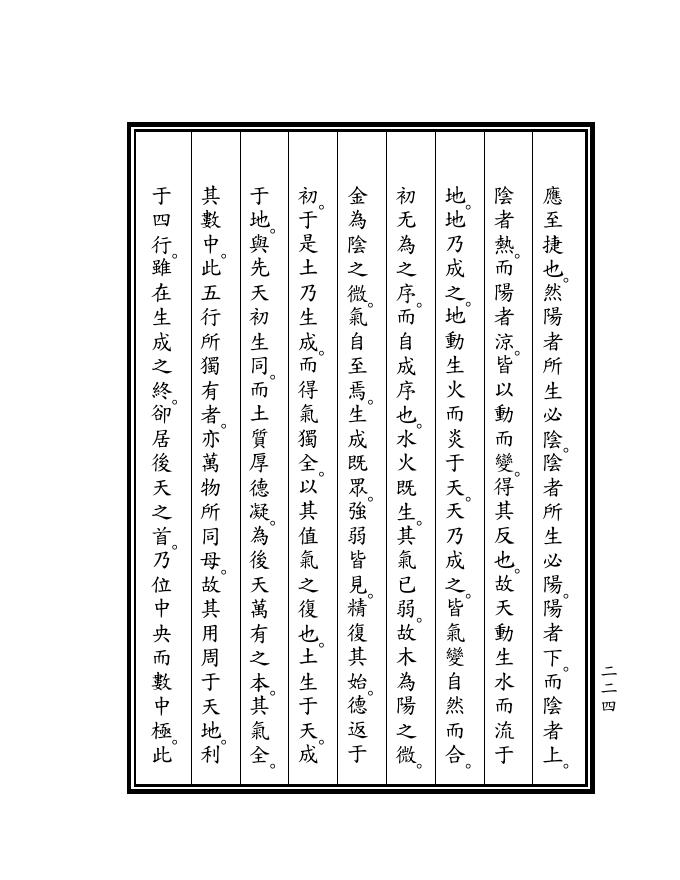 應至捷也。然陽者所生必陰。陰者所生必陽。陽者下。而陰者上。
陰者熱。而陽者涼。皆以動而變。得其反也。故天動生水而流于
地。地乃成之。地動生火而炎于天。天乃成之。皆氣變自然而合。
初无為之序。而自成序也。水火既生。其氣已弱。故木為陽之微。
金為陰之微。氣自至焉。生成既眾。強弱皆見。精復其始。德返于
初。于是土乃生成。而得氣獨全。以其值氣之復也。土生于天。成
于地。與先天初生同。而土質厚德凝。為後天萬有之本。其氣全。
其數中。此五行所獨有者。亦萬物所同母。故其用周于天地。利
于四行。雖在生成之終。卻居後天之首。乃位中央而數中極。此
二二四